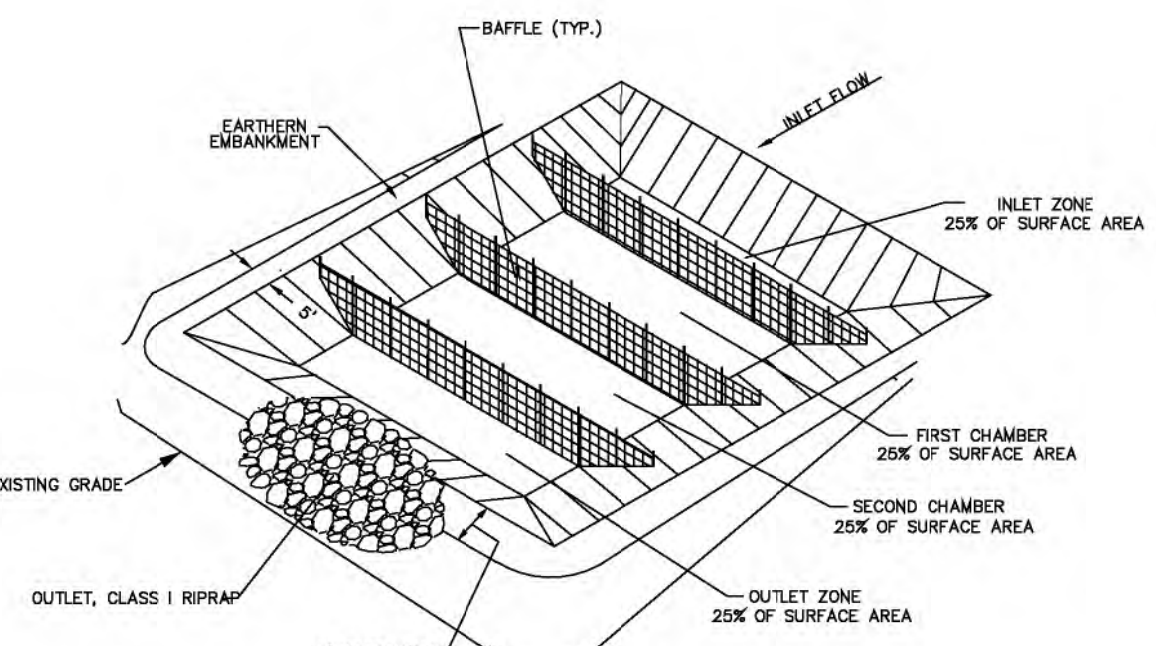 BAFFLE (TYP.)
INLET FLOW
EARTHERN
EMBANKMENT
INLET ZONE
25% OF SURFACE AREA
5'
FIRST CHAMBER
25% OF SURFACE AREA
XISTING GRADE
SECOND CHAMBER
25% OF SURFACE AREA
OUTLET, CLASS I RIPRAP
OUTLET ZONE
25% OF SURFACE AREA